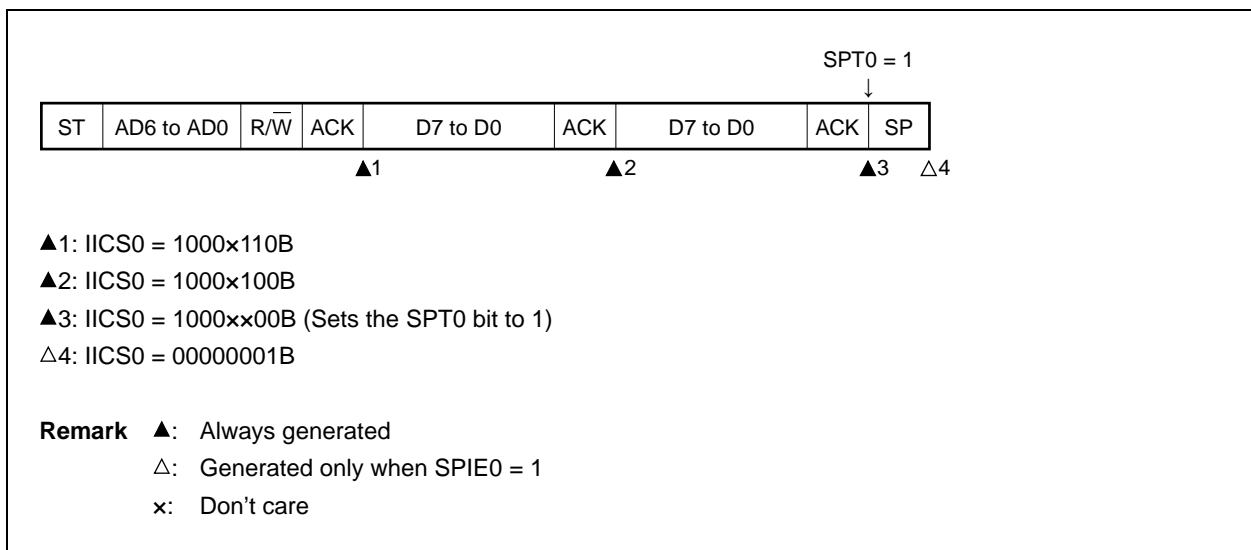 SPT0 = 1
↓
ST AD6 to AD0 R/W̅ ACK D7 to D0 ACK D7 to D0 ACK SP
▲1 ▲2 ▲3 △4
▲1: IICS0 = 1000×110B
▲2: IICS0 = 1000×100B
▲3: IICS0 = 1000××00B (Sets the SPT0 bit to 1)
△4: IICS0 = 00000001B
Remark ▲: Always generated
△: Generated only when SPIE0 = 1
×: Don't care